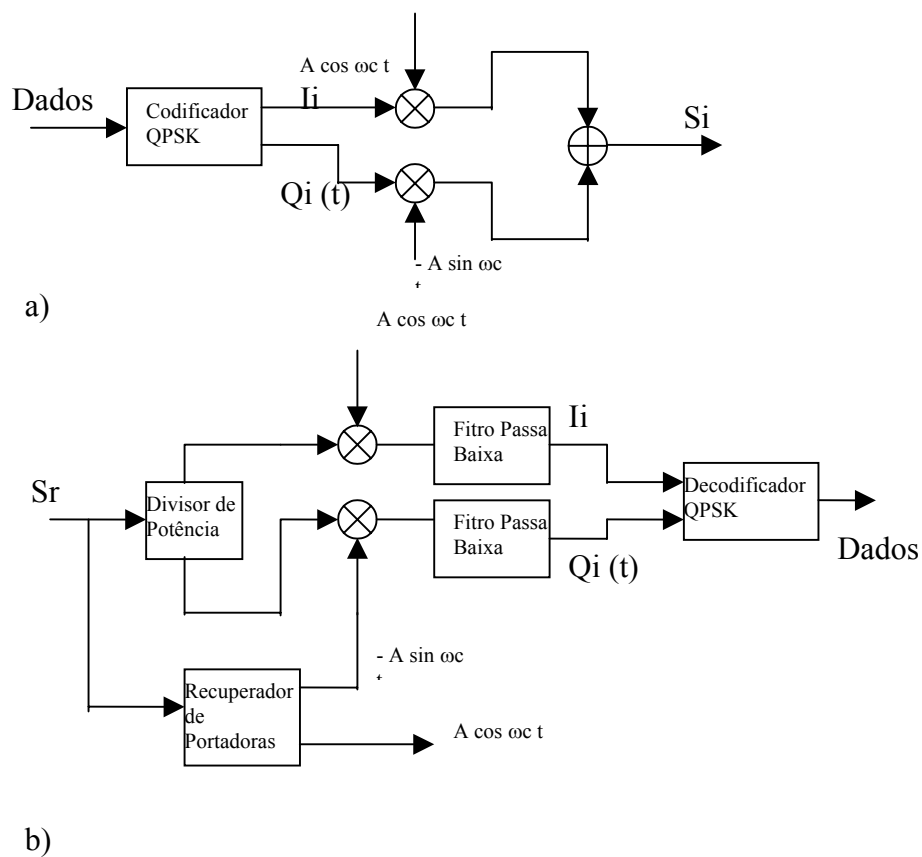 A cos ωc t
Dados
Ii
Codificador
QPSK
Si
Qi (t)
- A sin ωc
t
a)
A cos ωc t
Ii
Fitro Passa
Baixa
Sr
Divisor de
Potência
Decodificador
QPSK
Fitro Passa
Baixa
Dados
Qi (t)
- A sin ωc
t
Recuperador
de
Portadoras
A cos ωc t
b)